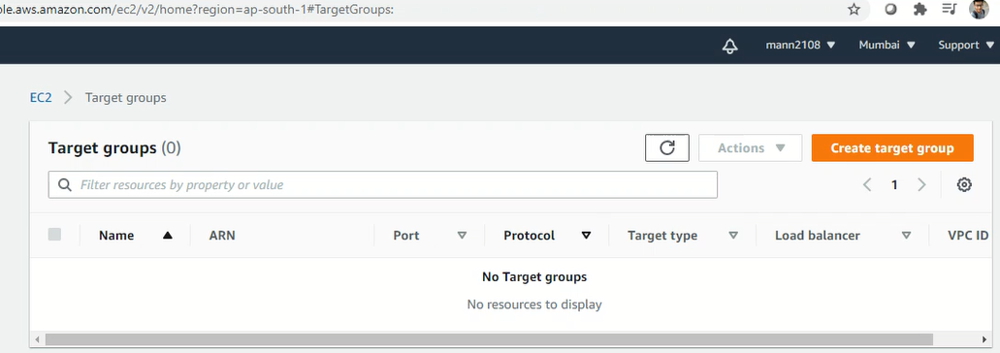 ole.aws.amazon.com/ec2/v2/home?region=ap-south-1#TargetGroups:
mann2108 Mumbai Support
EC2 Target groups
Target groups (0) Actions Create target group
Filter resources by property or value 1
Name ARN Port Protocol Target type Load balancer VPC ID
No Target groups
No resources to display